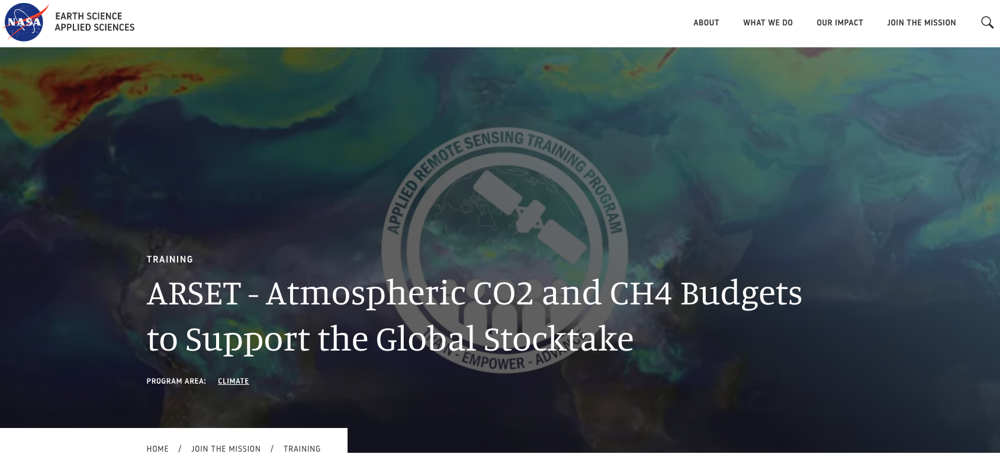 NASA
EARTH SCIENCE
APPLIED SCIENCES
ABOUT
WHAT WE DO
OUR IMPACT
JOIN THE MISSION
APPLIED REMOTE SENSING TRAINING PROGRAM
TRAINING
ARSET - Atmospheric CO2 and CH4 Budgets
to Support the Global Stocktake
- EMPOWER - ADVANCE
PROGRAM AREA: CLIMATE
HOME / JOIN THE MISSION / TRAINING